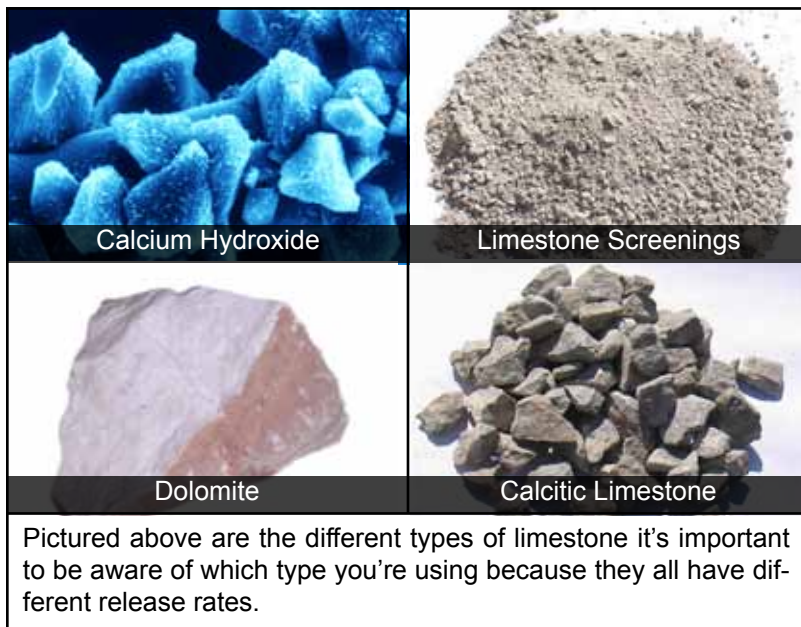 Calcium Hydroxide
Limestone Screenings
Dolomite
Calcitic Limestone
Pictured above are the different types of limestone it’s important
to be aware of which type you’re using because they all have dif-
ferent release rates.